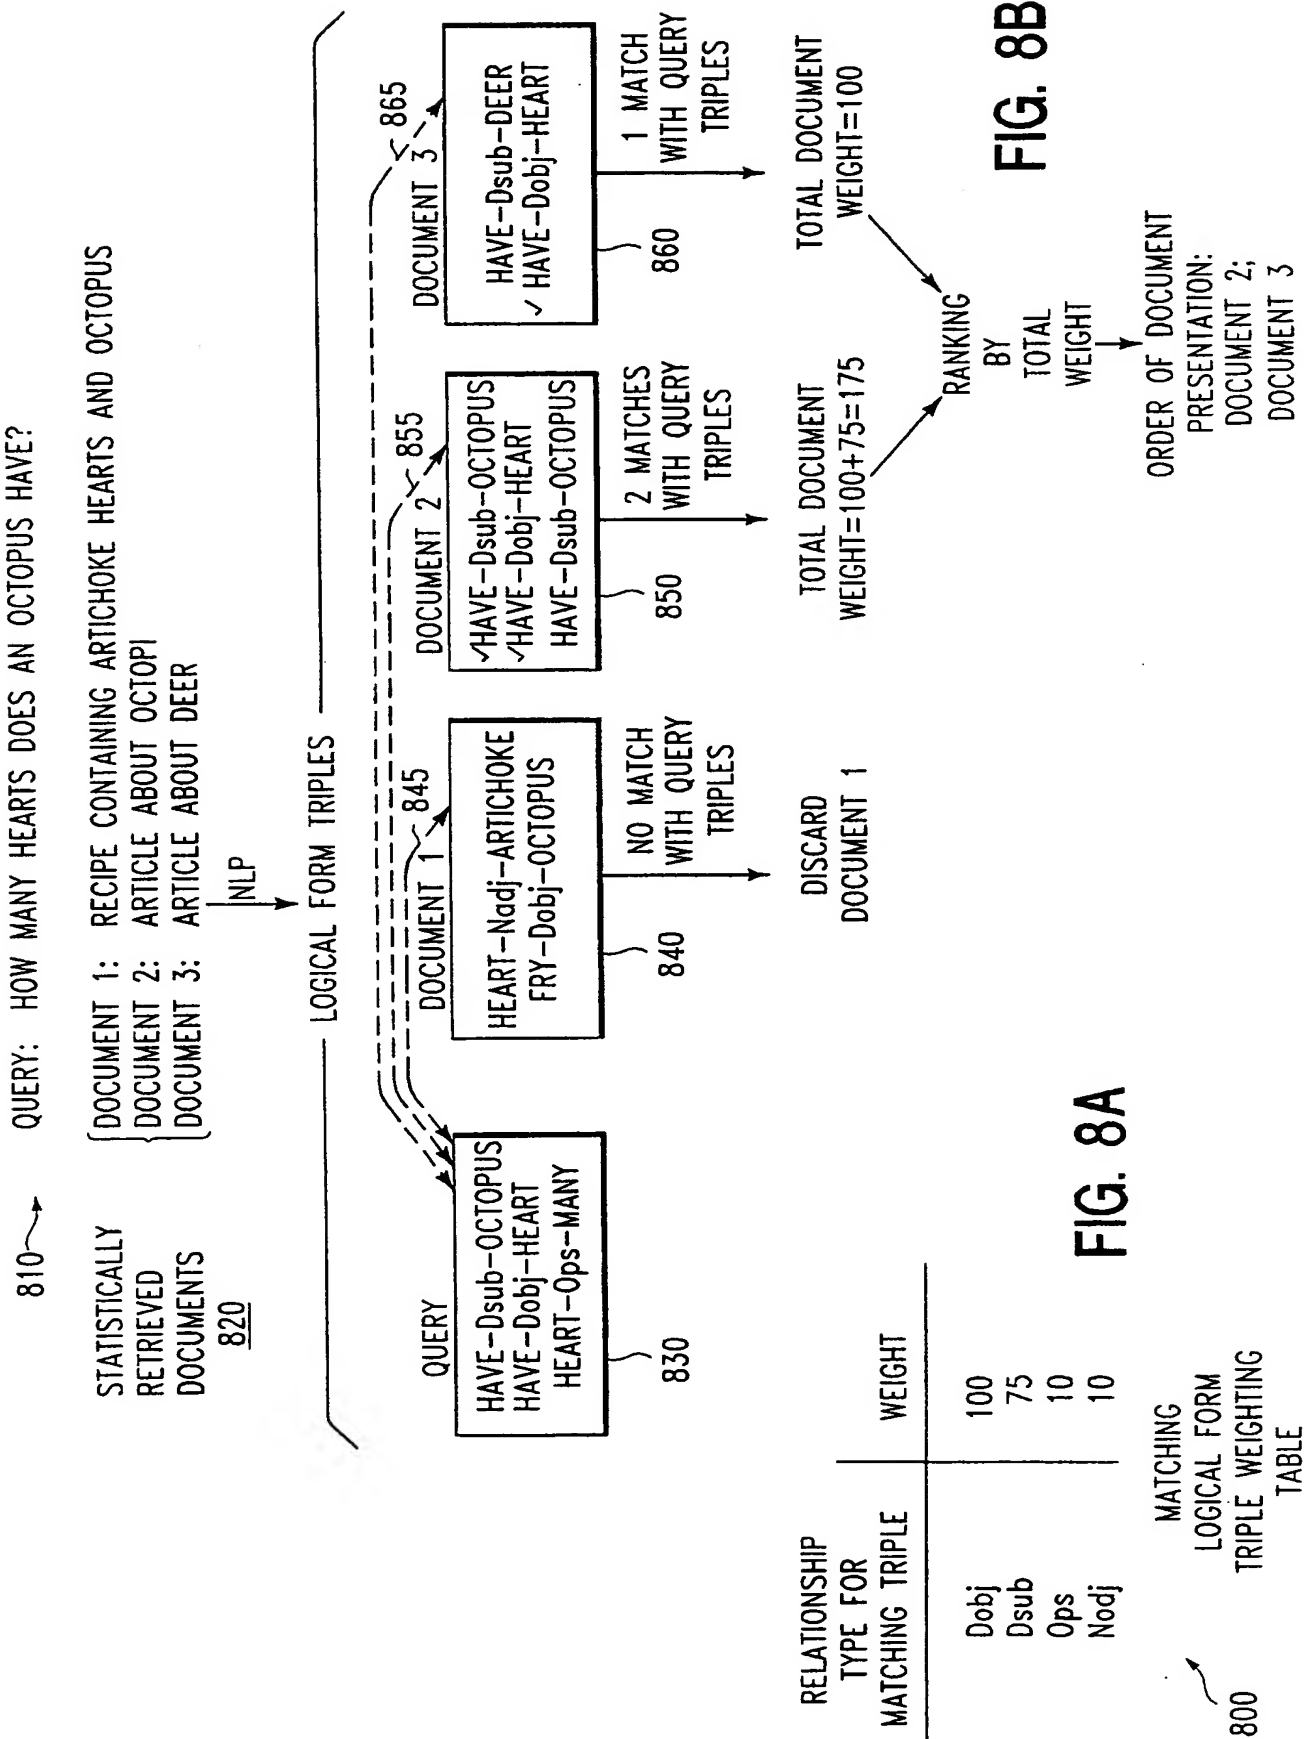 810
QUERY: HOW MANY HEARTS DOES AN OCTOPUS HAVE?
STATISTICALLY
RETRIEVED
DOCUMENTS
820
DOCUMENT 1: RECIPE CONTAINING ARTICHOKE HEARTS AND OCTOPUS
DOCUMENT 2: ARTICLE ABOUT OCTOPI
DOCUMENT 3: ARTICLE ABOUT DEER
NLP
LOGICAL FORM TRIPLES
QUERY
HAVE-Dsub-OCTOPUS
HAVE-Dobj-HEART
HEART-Ops-MANY
830
DOCUMENT 1
845
HEART-Nadj-ARTICHOKE
FRY-Dobj-OCTOPUS
840
NO MATCH
WITH QUERY
TRIPLES
DISCARD
DOCUMENT 1
DOCUMENT 2
855
✓HAVE-Dsub-OCTOPUS
✓HAVE-Dobj-HEART
HAVE-Dsub-OCTOPUS
850
2 MATCHES
WITH QUERY
TRIPLES
TOTAL DOCUMENT
WEIGHT=100+75=175
DOCUMENT 3
865
HAVE-Dsub-DEER
✓ HAVE-Dobj-HEART
860
1 MATCH
WITH QUERY
TRIPLES
TOTAL DOCUMENT
WEIGHT=100
RANKING
BY
TOTAL
WEIGHT
ORDER OF DOCUMENT
PRESENTATION:
DOCUMENT 2;
DOCUMENT 3
FIG. 8B
RELATIONSHIP
TYPE FOR
MATCHING TRIPLE
WEIGHT
Dobj 100
Dsub 75
Ops 10
Nodj 10
MATCHING
LOGICAL FORM
TRIPLE WEIGHTING
TABLE
800
FIG. 8A